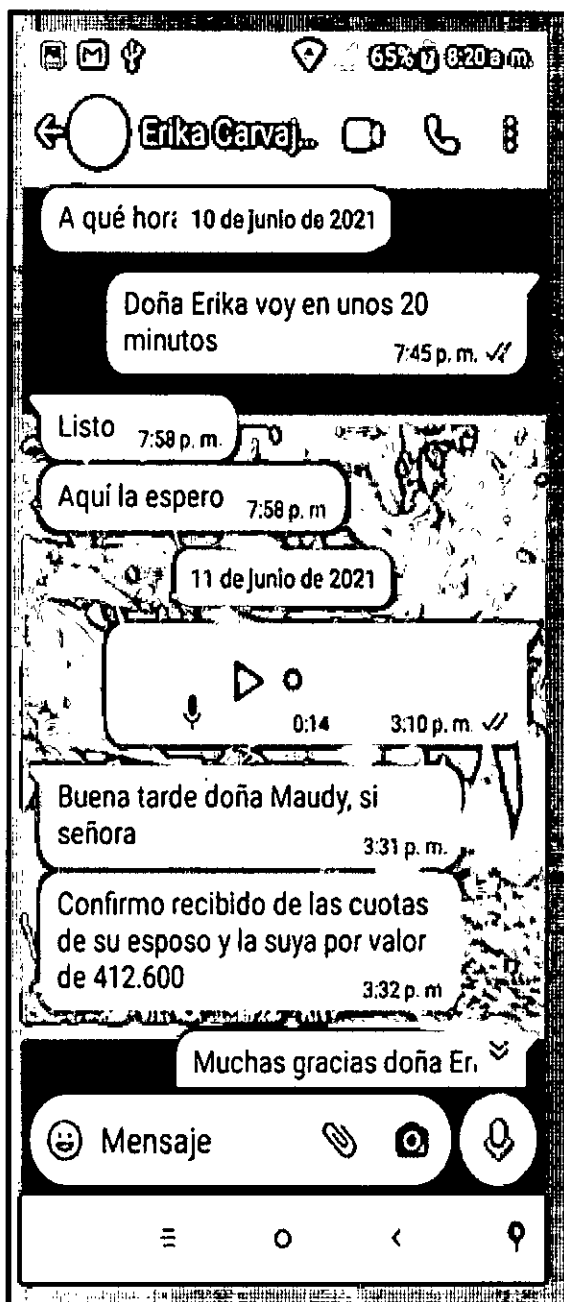 65% 8:20 a. m.
Erika Carvaj...
A qué hora 10 de junio de 2021
Doña Erika voy en unos 20
minutos
7:45 p. m.
Listo 7:58 p. m.
Aquí la espero 7:58 p. m
11 de junio de 2021
0:14 3:10 p. m.
Buena tarde doña Maudy, si
señora
3:31 p. m.
Confirmo recibido de las cuotas
de su esposo y la suya por valor
de 412.600
3:32 p. m
Muchas gracias doña Eri
Mensaje